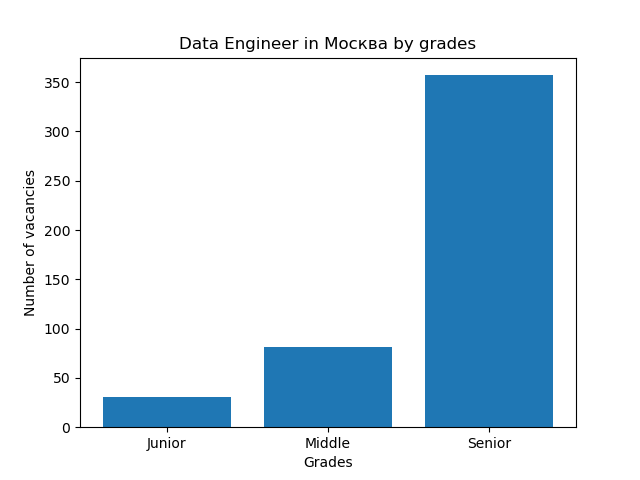 Data Engineer in Москва by grades
350
300
250
200
150
100
50
0
Number of vacancies
Junior Middle Senior
Grades